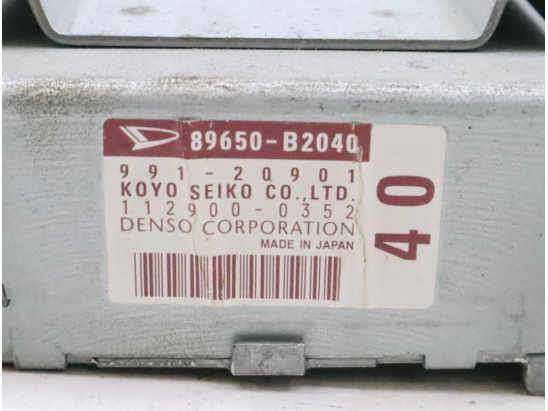 89650-B2040
991-20901
KOYO SEIKO CO.,LTD.
112900-0352
DENSO CORPORATION
MADE IN JAPAN
40